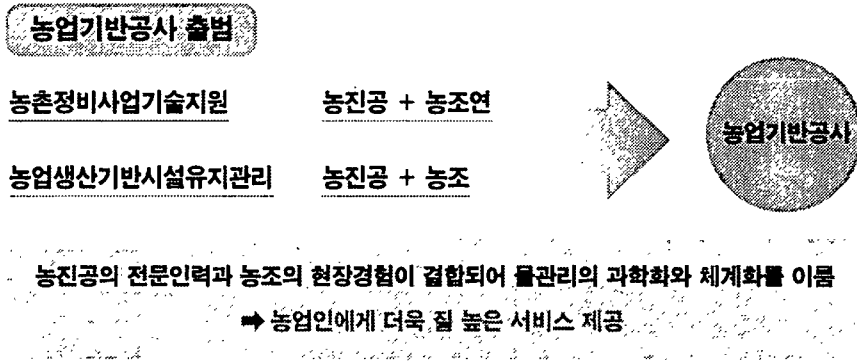 농업기반공사 출범
농촌정비사업기술지원 농진공 + 농조연
농업기반공사
농업생산기반시설유지관리 농진공 + 농조
농진공의 전문인력과 농조의 현장경험이 결합되어 물관리의 과학화와 체계화를 이룸
➡ 농업인에게 더욱 질 높은 서비스 제공